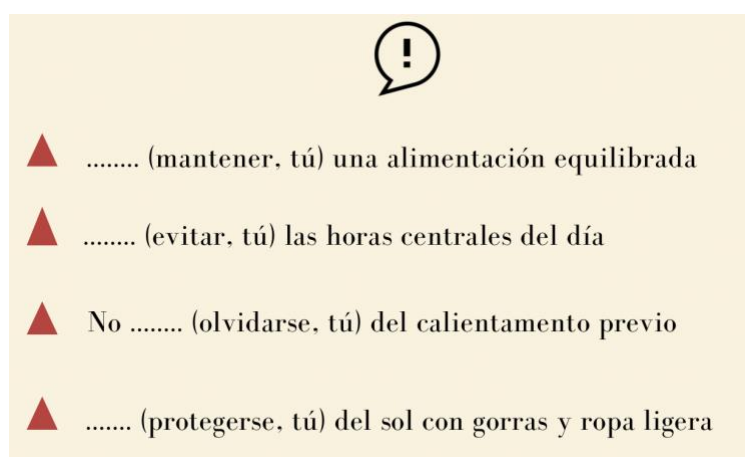 !
........ (mantener, tú) una alimentación equilibrada
........ (evitar, tú) las horas centrales del día
No ........ (olvidarse, tú) del calientamento previo
....... (protegerse, tú) del sol con gorras y ropa ligera